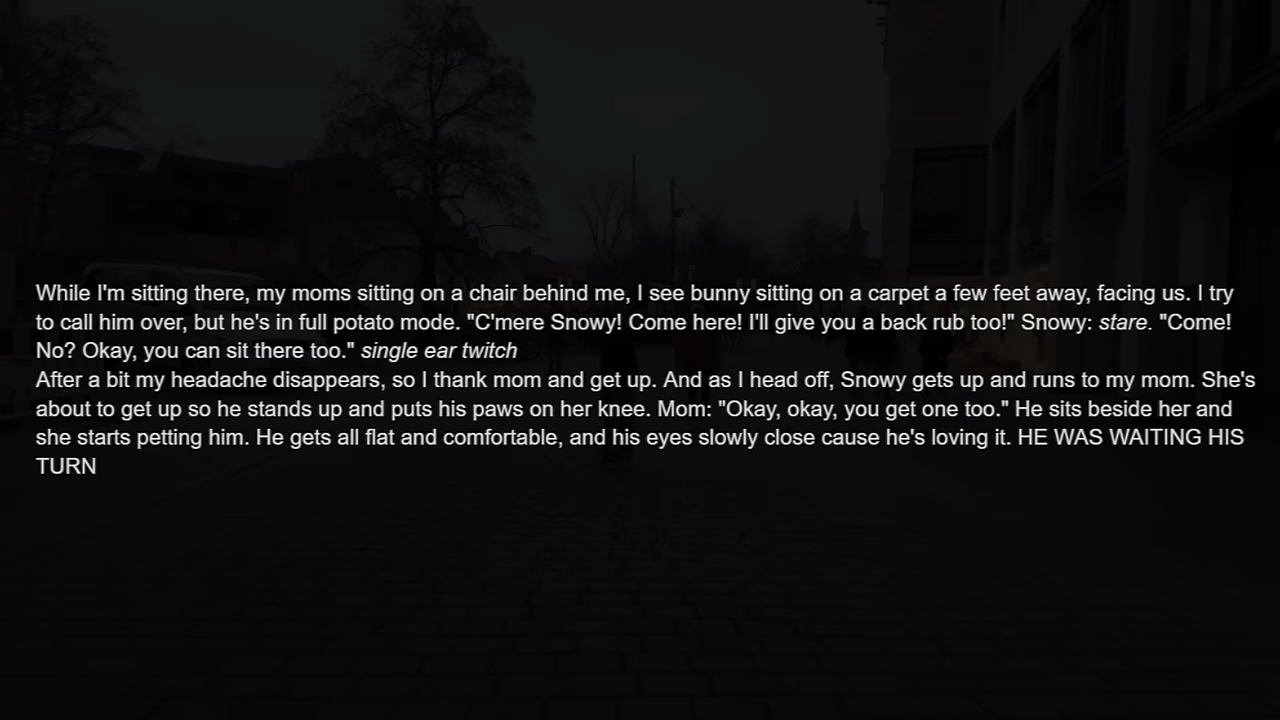 While I'm sitting there, my moms sitting on a chair behind me, I see bunny sitting on a carpet a few feet away, facing us. I try
to call him over, but he's in full potato mode. "C'mere Snowy! Come here! I'll give you a back rub too!" Snowy: stare. "Come!
No? Okay, you can sit there too." single ear twitch
After a bit my headache disappears, so I thank mom and get up. And as I head off, Snowy gets up and runs to my mom. She's
about to get up so he stands up and puts his paws on her knee. Mom: "Okay, okay, you get one too." He sits beside her and
she starts petting him. He gets all flat and comfortable, and his eyes slowly close cause he's loving it. HE WAS WAITING HIS
TURN